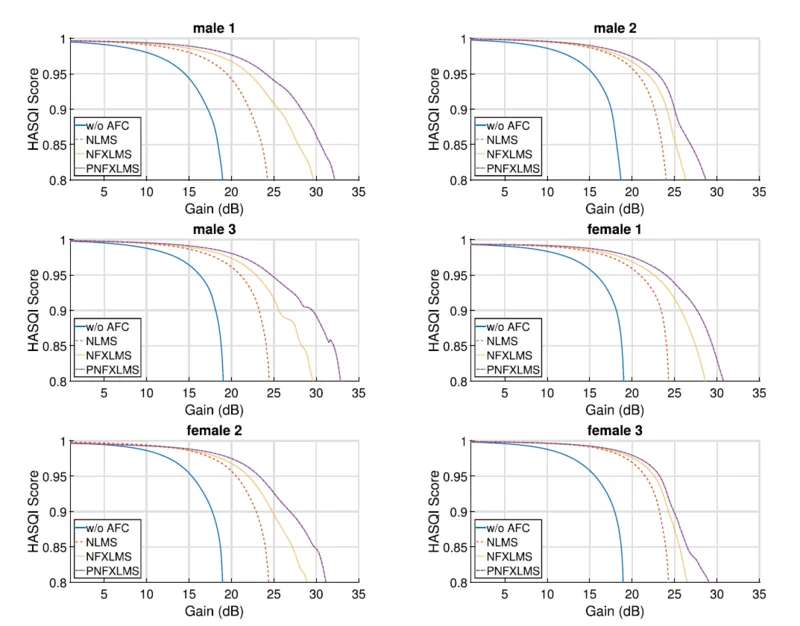 male 1
1
0.95
0.9
0.85
0.8
HASQI Score
w/o AFC
NLMS
NFXLMS
PNFXLMS
5 10 15 20 25 30 35
Gain (dB)
male 2
1
0.95
0.9
0.85
0.8
HASQI Score
w/o AFC
NLMS
NFXLMS
PNFXLMS
5 10 15 20 25 30 35
Gain (dB)
male 3
1
0.95
0.9
0.85
0.8
HASQI Score
w/o AFC
NLMS
NFXLMS
PNFXLMS
5 10 15 20 25 30 35
Gain (dB)
female 1
1
0.95
0.9
0.85
0.8
HASQI Score
w/o AFC
NLMS
NFXLMS
PNFXLMS
5 10 15 20 25 30 35
Gain (dB)
female 2
1
0.95
0.9
0.85
0.8
HASQI Score
w/o AFC
NLMS
NFXLMS
PNFXLMS
5 10 15 20 25 30 35
Gain (dB)
female 3
1
0.95
0.9
0.85
0.8
HASQI Score
w/o AFC
NLMS
NFXLMS
PNFXLMS
5 10 15 20 25 30 35
Gain (dB)